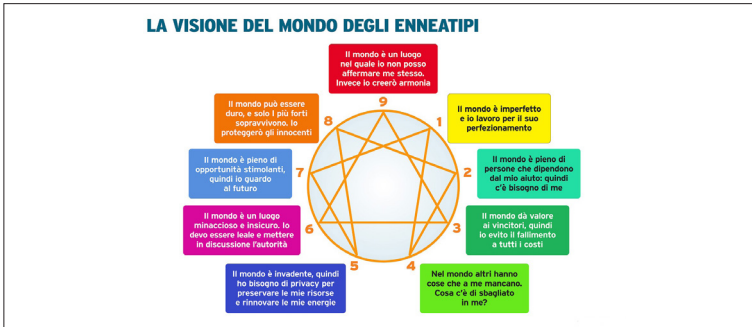 LA VISIONE DEL MONDO DEGLI ENNEATIPI
Il mondo è un luogo
nel quale io non posso
affermare me stesso.
Invece io creerò armonia
9
Il mondo può essere
duro, e solo i più forti
sopravvivono. Io
proteggerò gli innocenti
8
1
Il mondo è imperfetto
e io lavoro per il suo
perfezionamento
Il mondo è pieno di
opportunità stimolanti,
quindi io guardo
al futuro
7
2
Il mondo è pieno di
persone che dipendono
dal mio aiuto: quindi
c'è bisogno di me
Il mondo è un luogo
minaccioso e insicuro. Io
devo essere leale e mettere
in discussione l'autorità
6
3
Il mondo dà valore
ai vincitori, quindi
io evito il fallimento
a tutti i costi
Il mondo è invadente, quindi
ho bisogno di privacy per
preservare le mie risorse
e rinnovare le mie energie
5
4
Nel mondo altri hanno
cose che a me mancano.
Cosa c'è di sbagliato
in me?